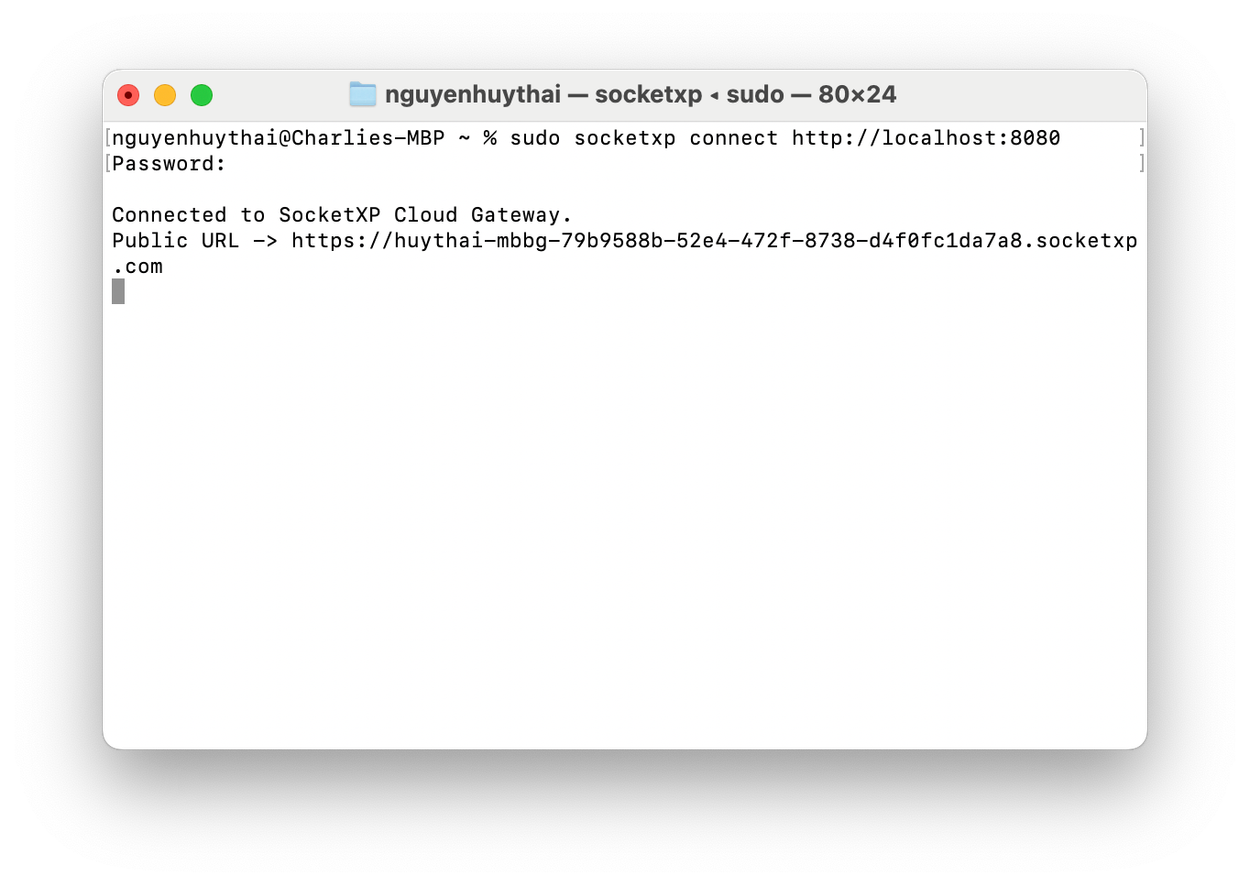 nguyenhuythai — socketxp ◂ sudo — 80×24
[nguyenhuythai@Charlies-MBP ~ % sudo socketxp connect http://localhost:8080 ]
[Password: ]
Connected to SocketXP Cloud Gateway.
Public URL -> https://huythai-mbbg-79b9588b-52e4-472f-8738-d4f0fc1da7a8.socketxp
.com